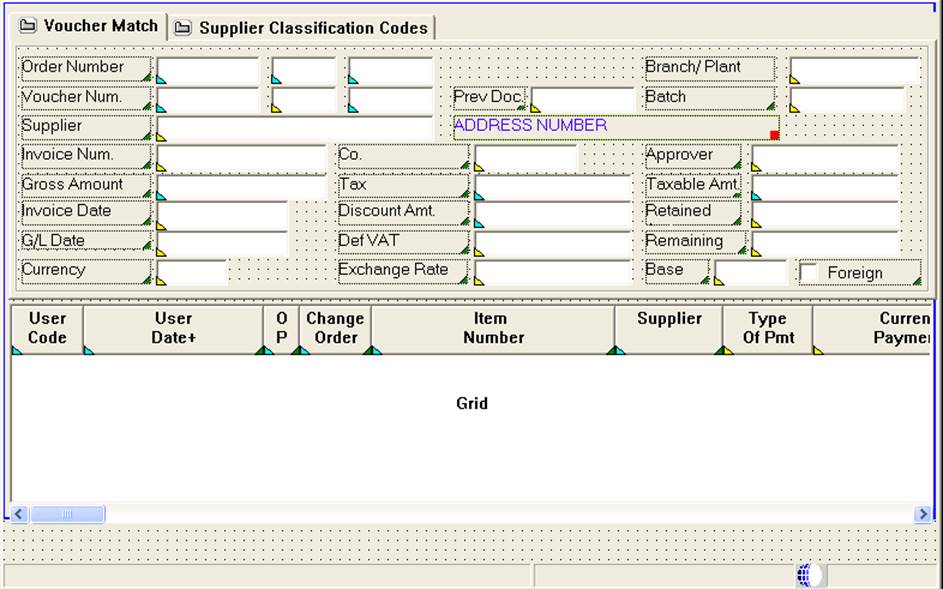 Voucher Match Supplier Classification Codes
Order Number Branch/ Plant
Voucher Num. Prev Doc. Batch
Supplier ADDRESS NUMBER
Invoice Num. Co. Approver
Gross Amount Tax Taxable Amt.
Invoice Date Discount Amt. Retained
G/L Date Def VAT Remaining
Currency Exchange Rate Base Foreign
User User O Change Item Supplier Type Curren
Code Date+ P Order Number Of Pmt Paymer
Grid